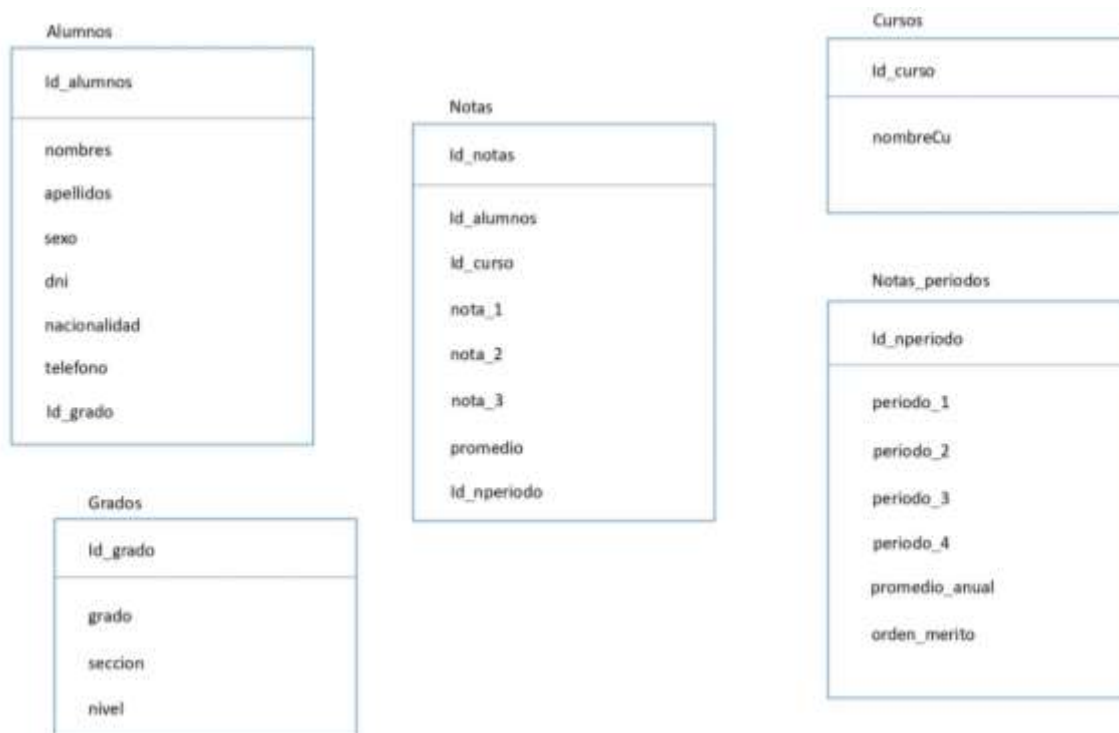 Alumnos
Id_alumnos
nombres
apellidos
sexo
dni
nacionalidad
telefono
Id_grado
Grados
Id_grado
grado
seccion
nivel
Notas
Id_notas
Id_alumnos
Id_curso
nota_1
nota_2
nota_3
promedio
Id_nperiodo
Cursos
Id_curso
nombreCu
Notas_periodos
Id_nperiodo
periodo_1
periodo_2
periodo_3
periodo_4
promedio_anual
orden_merito